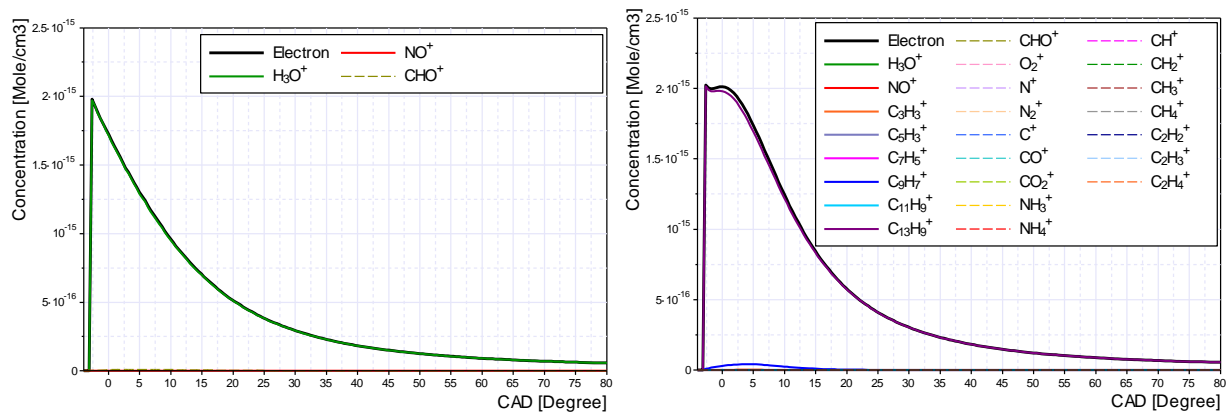 Concentration [Mole/cm3]
2.5·10⁻¹⁵
2·10⁻¹⁵
1.5·10⁻¹⁵
1·10⁻¹⁵
5·10⁻¹⁶
0
Electron
NO⁺
H₃O⁺
CHO⁺
0 5 10 15 20 25 30 35 40 45 50 55 60 65 70 75 80
CAD [Degree]
Concentration [Mole/cm3]
2.5·10⁻¹⁵
2·10⁻¹⁵
1.5·10⁻¹⁵
1·10⁻¹⁵
5·10⁻¹⁶
0
Electron
CHO⁺
CH⁺
H₃O⁺
O₂⁺
CH₂⁺
NO⁺
N⁺
CH₃⁺
C₃H₃⁺
N₂⁺
CH₄⁺
C₅H₃⁺
C⁺
C₂H₂⁺
C₇H₅⁺
CO⁺
C₂H₃⁺
C₉H₇⁺
CO₂⁺
C₂H₄⁺
C₁₁H₉⁺
NH₃⁺
C₁₃H₉⁺
NH₄⁺
0 5 10 15 20 25 30 35 40 45 50 55 60 65 70 75 80
CAD [Degree]